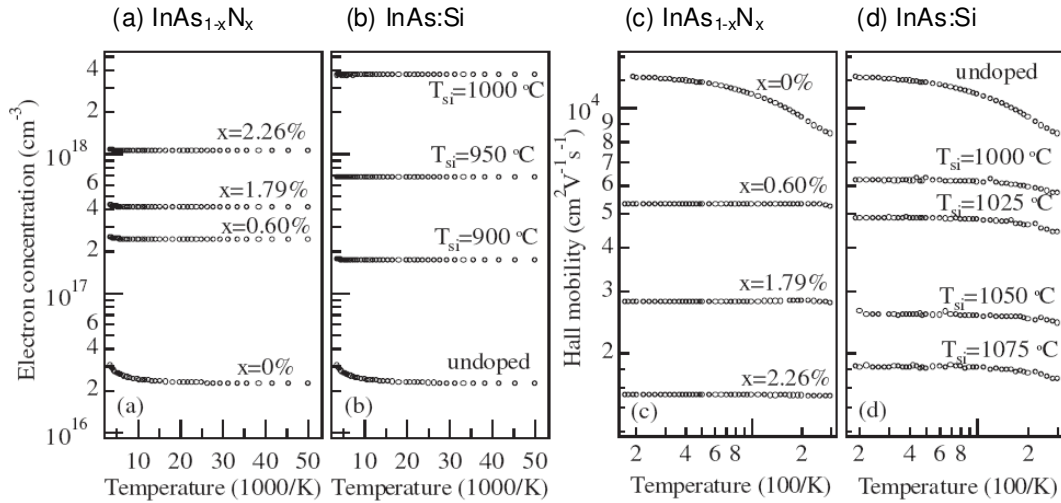 (a) InAs1-xNx
(b) InAs:Si
(c) InAs1-xNx
(d) InAs:Si
Electron concentration (cm-3)
4
2
10^18
6
4
2
10^17
6
4
2
10^16
x=2.26%
x=1.79%
x=0.60%
x=0%
(a)
10 20 30 40 50
Temperature (1000/K)
Tsi=1000 °C
Tsi=950 °C
Tsi=900 °C
undoped
(b)
10 20 30 40 50
Temperature (1000/K)
Hall mobility (cm2V-1s-1)
10^4
8
6
5
4
3
2
x=0%
x=0.60%
x=1.79%
x=2.26%
(c)
2 4 6 8 2
Temperature (100/K)
undoped
Tsi=1000 °C
Tsi=1025 °C
Tsi=1050 °C
Tsi=1075 °C
(d)
2 4 6 8 2
Temperature (100/K)